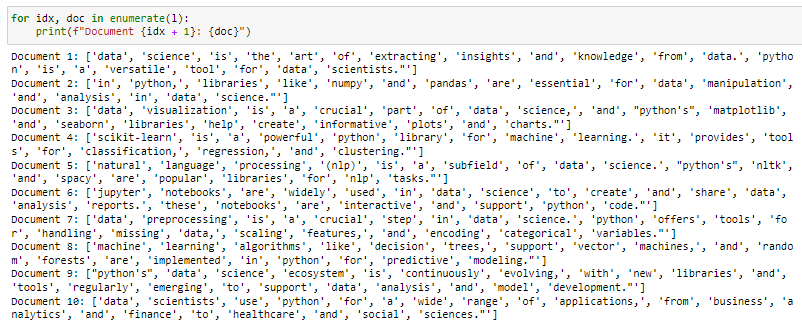 for idx, doc in enumerate(l):
    print(f"Document {idx + 1}: {doc}")
Document 1: ['data', 'science', 'is', 'the', 'art', 'of', 'extracting', 'insights', 'and', 'knowledge', 'from', 'data.', 'pytho
n', 'is', 'a', 'versatile', 'tool', 'for', 'data', 'scientists."']
Document 2: ['in', 'python,', 'libraries', 'like', 'numpy', 'and', 'pandas', 'are', 'essential', 'for', 'data', 'manipulation',
'and', 'analysis', 'in', 'data', 'science."']
Document 3: ['data', 'visualization', 'is', 'a', 'crucial', 'part', 'of', 'data', 'science,', 'and', "python's", 'matplotlib',
'and', 'seaborn', 'libraries', 'help', 'create', 'informative', 'plots', 'and', 'charts."']
Document 4: ['scikit-learn', 'is', 'a', 'powerful', 'python', 'library', 'for', 'machine', 'learning.', 'it', 'provides', 'tool
s', 'for', 'classification,', 'regression,', 'and', 'clustering."']
Document 5: ['natural', 'language', 'processing', '(nlp)', 'is', 'a', 'subfield', 'of', 'data', 'science.', "python's", 'nltk',
'and', 'spacy', 'are', 'popular', 'libraries', 'for', 'nlp', 'tasks."']
Document 6: ['jupyter', 'notebooks', 'are', 'widely', 'used', 'in', 'data', 'science', 'to', 'create', 'and', 'share', 'data',
'analysis', 'reports.', 'these', 'notebooks', 'are', 'interactive', 'and', 'support', 'python', 'code."']
Document 7: ['data', 'preprocessing', 'is', 'a', 'crucial', 'step', 'in', 'data', 'science.', 'python', 'offers', 'tools', 'fo
r', 'handling', 'missing', 'data,', 'scaling', 'features,', 'and', 'encoding', 'categorical', 'variables."']
Document 8: ['machine', 'learning', 'algorithms', 'like', 'decision', 'trees,', 'support', 'vector', 'machines,', 'and', 'rando
m', 'forests', 'are', 'implemented', 'in', 'python', 'for', 'predictive', 'modeling."']
Document 9: ["python's", 'data', 'science', 'ecosystem', 'is', 'continuously', 'evolving,', 'with', 'new', 'libraries', 'and',
'tools', 'regularly', 'emerging', 'to', 'support', 'data', 'analysis', 'and', 'model', 'development."']
Document 10: ['data', 'scientists', 'use', 'python', 'for', 'a', 'wide', 'range', 'of', 'applications,', 'from', 'business', 'a
nalytics', 'and', 'finance', 'to', 'healthcare', 'and', 'social', 'sciences."']